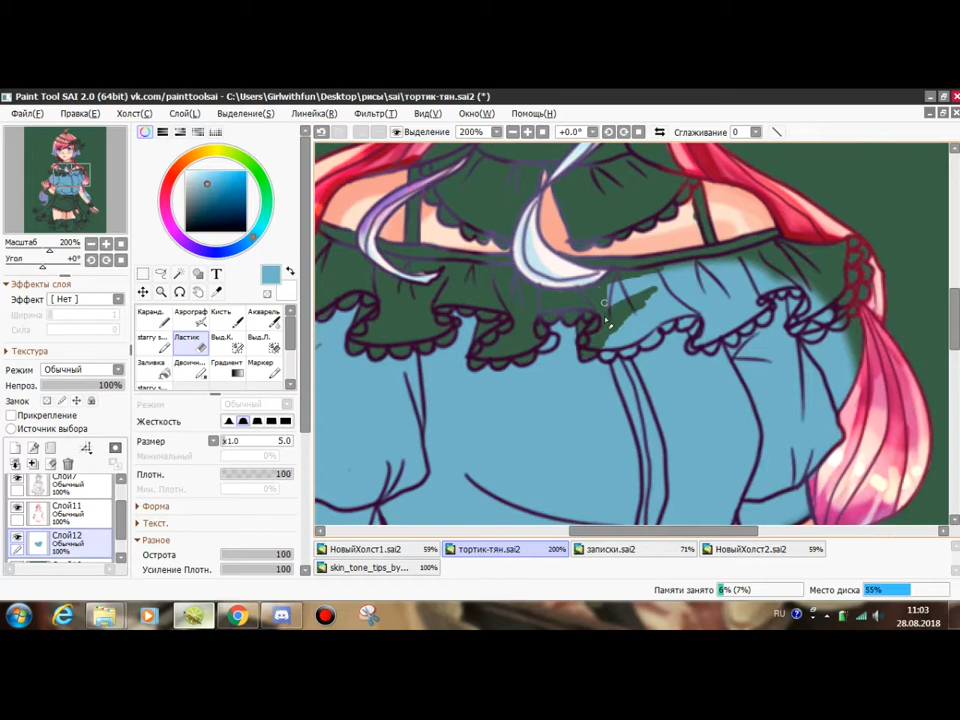 Paint Tool SAI 2.0 (64bit) vk.com/painttoolsai - C:\Users\Girlwithfun\Desktop\рисы\sai\тортик-тян.sai2 (*)
Файл(F) Правка(E) Холст(C) Слой(L) Выделение(S) Линейка(R) Фильтр(T) Вид(V) Окно(W) Помощь(H)
Выделение 200% +0.0° Сглаживание 0
Масштаб 200%
Угол +0°
Эффекты слоя
Эффект [ Нет ]
Ширина 1
Сила
Текстура
Режим Обычный
Непроз. 100%
Замок
Прикрепление
Источник выбора
Слой7
Обычный
100%
Слой11
Обычный
100%
Слой12
Обычный
100%
T
Каранд. Аэрограф Кисть Акварель
starry s... Ластик Выд.К. Выд.Л.
Заливка Двоичн... Градиент Маркер
starry s...
Режим Обычный
Жесткость
Размер x1.0 5.0
Минимальный 0%
Плотн. 100
Мин. Плотн. 0%
Форма
Текст.
Разное
Острота 100
Усиление Плотн. 100
НовыйХолст1.sai2 59% тортик-тян.sai2 200% записки.sai2 71% НовыйХолст2.sai2 59%
skin_tone_tips_by... 100%
Памяти занято 6% (7%) Место диска 55%
RU 11:03
28.08.2018